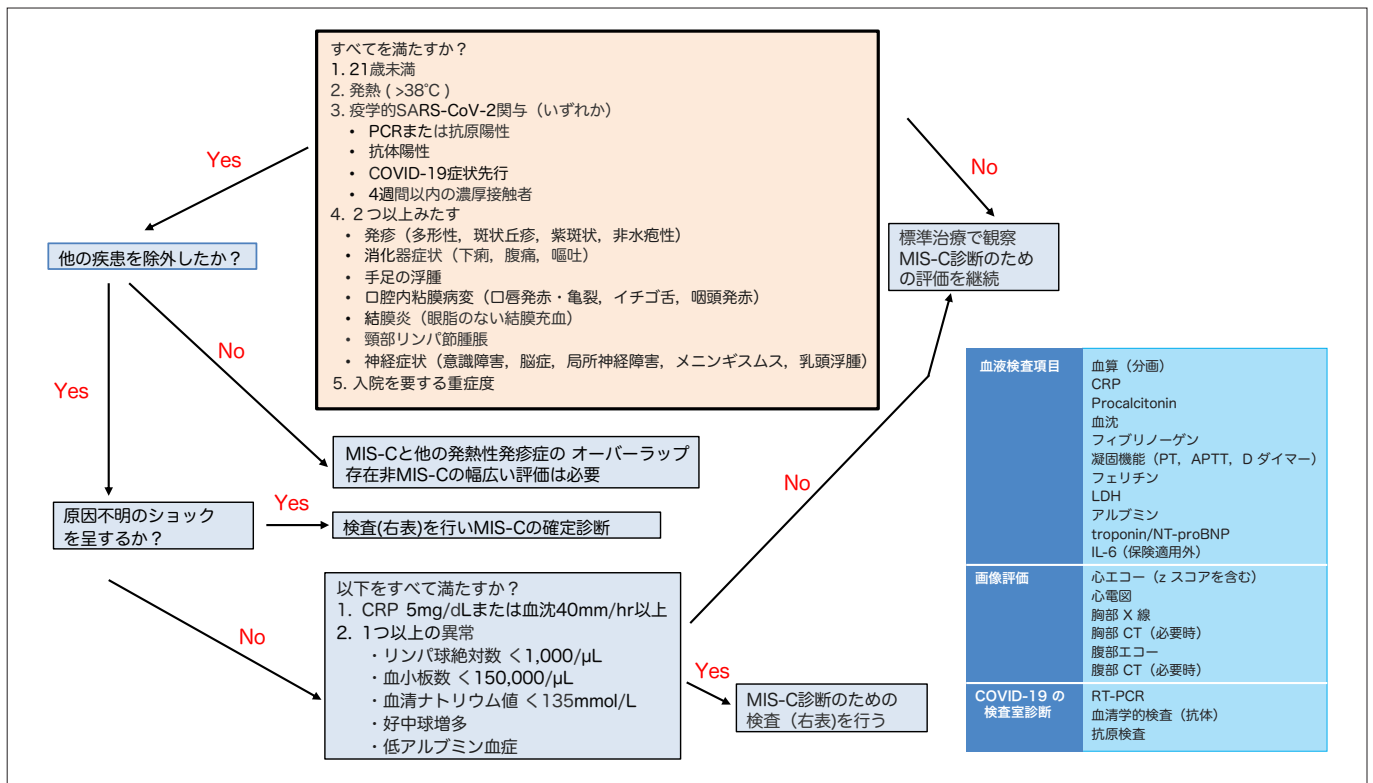 すべてを満たすか？
1. 21歳未満
2. 発熱 ( >38℃ )
3. 疫学的SARS-CoV-2関与（いずれか）
• PCRまたは抗原陽性
• 抗体陽性
• COVID-19症状先行
• 4週間以内の濃厚接触者
4. 2つ以上みたす
• 発疹（多形性，斑状丘疹，紫斑状，非水疱性）
• 消化器症状（下痢，腹痛，嘔吐）
• 手足の浮腫
• 口腔内粘膜病変（口唇発赤・亀裂，イチゴ舌，咽頭発赤）
• 結膜炎（眼脂のない結膜充血）
• 頸部リンパ節腫脹
• 神経症状（意識障害，脳症，局所神経障害，メニンギスムス，乳頭浮腫）
5. 入院を要する重症度
Yes
No
他の疾患を除外したか？
標準治療で観察
MIS-C診断のため
の評価を継続
Yes
No
MIS-Cと他の発熱性発疹症の オーバーラップ
存在非MIS-Cの幅広い評価は必要
原因不明のショック
を呈するか？
Yes
検査(右表)を行いMIS-Cの確定診断
No
以下をすべて満たすか？
1. CRP 5mg/dLまたは血沈40mm/hr以上
2. 1つ以上の異常
・リンパ球絶対数 <1,000/μL
・血小板数 <150,000/μL
・血清ナトリウム値 <135mmol/L
・好中球増多
・低アルブミン血症
No
Yes
MIS-C診断のための
検査（右表)を行う
血液検査項目
血算（分画）
CRP
Procalcitonin
血沈
フィブリノーゲン
凝固機能（PT，APTT，D ダイマー）
フェリチン
LDH
アルブミン
troponin/NT-proBNP
IL-6（保険適用外）
画像評価
心エコー（z スコアを含む）
心電図
胸部 X 線
胸部 CT（必要時）
腹部エコー
腹部 CT（必要時）
COVID-19 の
検査室診断
RT-PCR
血清学的検査（抗体）
抗原検査